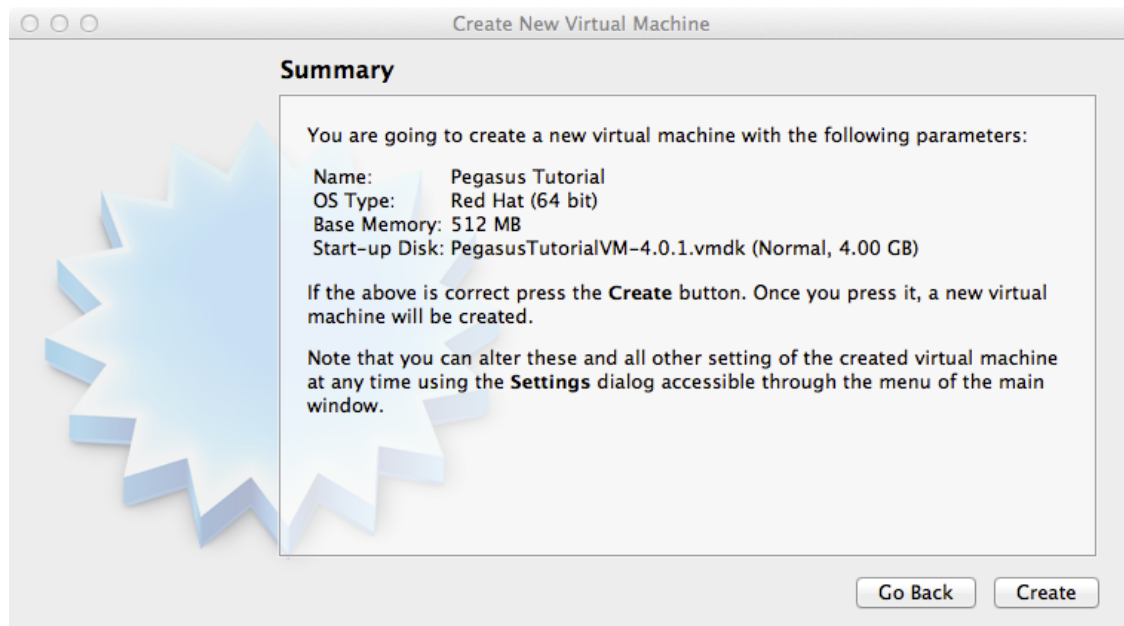 Create New Virtual Machine
Summary
You are going to create a new virtual machine with the following parameters:
Name: Pegasus Tutorial
OS Type: Red Hat (64 bit)
Base Memory: 512 MB
Start-up Disk: PegasusTutorialVM-4.0.1.vmdk (Normal, 4.00 GB)
If the above is correct press the Create button. Once you press it, a new virtual
machine will be created.
Note that you can alter these and all other setting of the created virtual machine
at any time using the Settings dialog accessible through the menu of the main
window.
Go Back Create